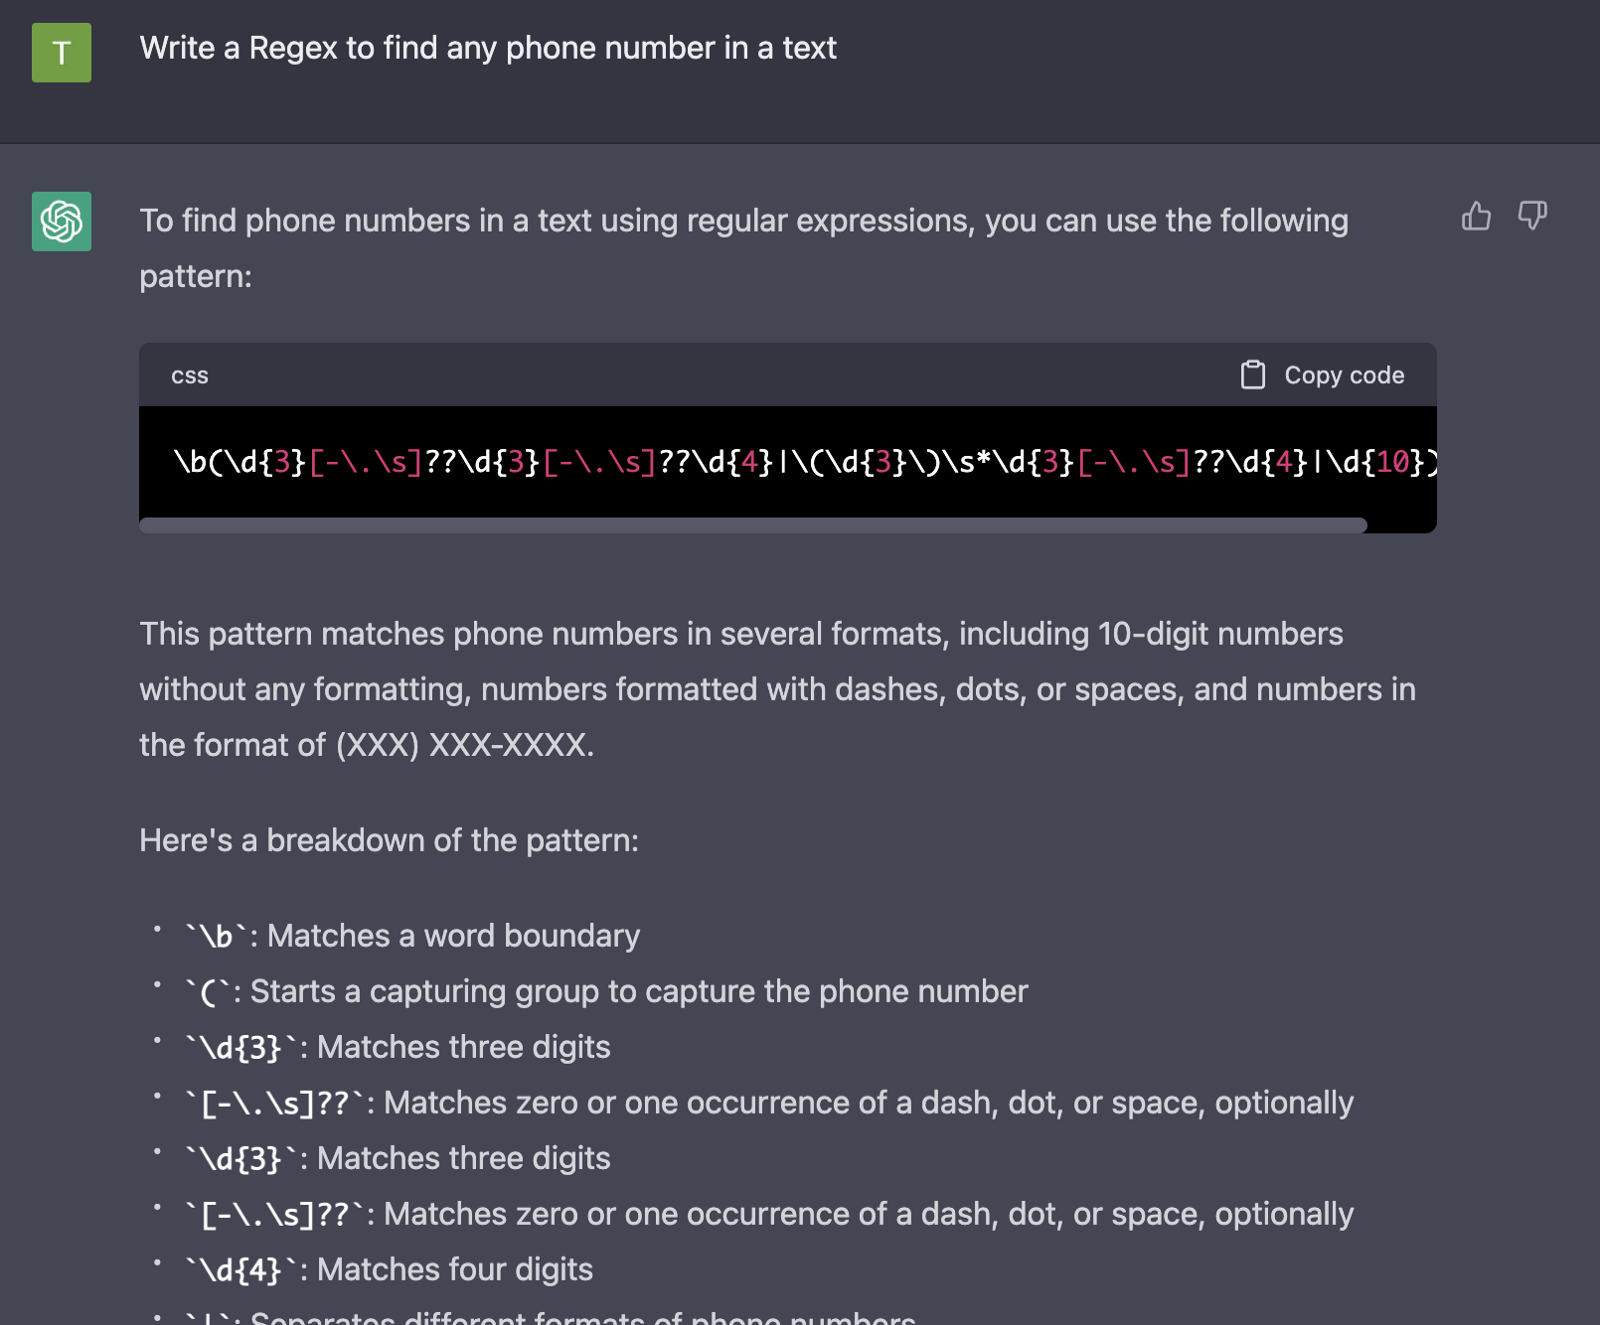 T
Write a Regex to find any phone number in a text
To find phone numbers in a text using regular expressions, you can use the following
pattern:
css
Copy code
\b(\d{3}[-\.\s]??\d{3}[-\.\s]??\d{4}|\(\d{3}\)\s*\d{3}[-\.\s]??\d{4}|\d{10})
This pattern matches phone numbers in several formats, including 10-digit numbers
without any formatting, numbers formatted with dashes, dots, or spaces, and numbers in
the format of (XXX) XXX-XXXX.
Here's a breakdown of the pattern:
• `\b`: Matches a word boundary
• `(`: Starts a capturing group to capture the phone number
• `\d{3}`: Matches three digits
• `[-\.\s]??`: Matches zero or one occurrence of a dash, dot, or space, optionally
• `\d{3}`: Matches three digits
• `[-\.\s]??`: Matches zero or one occurrence of a dash, dot, or space, optionally
• `\d{4}`: Matches four digits
• `|`: Separates different formats of phone numbers